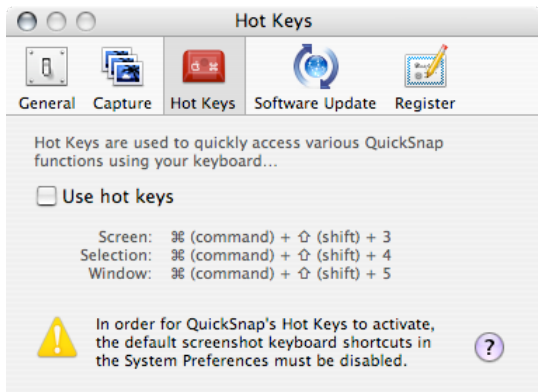 Hot Keys
General Capture Hot Keys Software Update Register
Hot Keys are used to quickly access various QuickSnap
functions using your keyboard...
Use hot keys
Screen: ⌘ (command) + ⇧ (shift) + 3
Selection: ⌘ (command) + ⇧ (shift) + 4
Window: ⌘ (command) + ⇧ (shift) + 5
In order for QuickSnap's Hot Keys to activate,
the default screenshot keyboard shortcuts in
the System Preferences must be disabled.
?